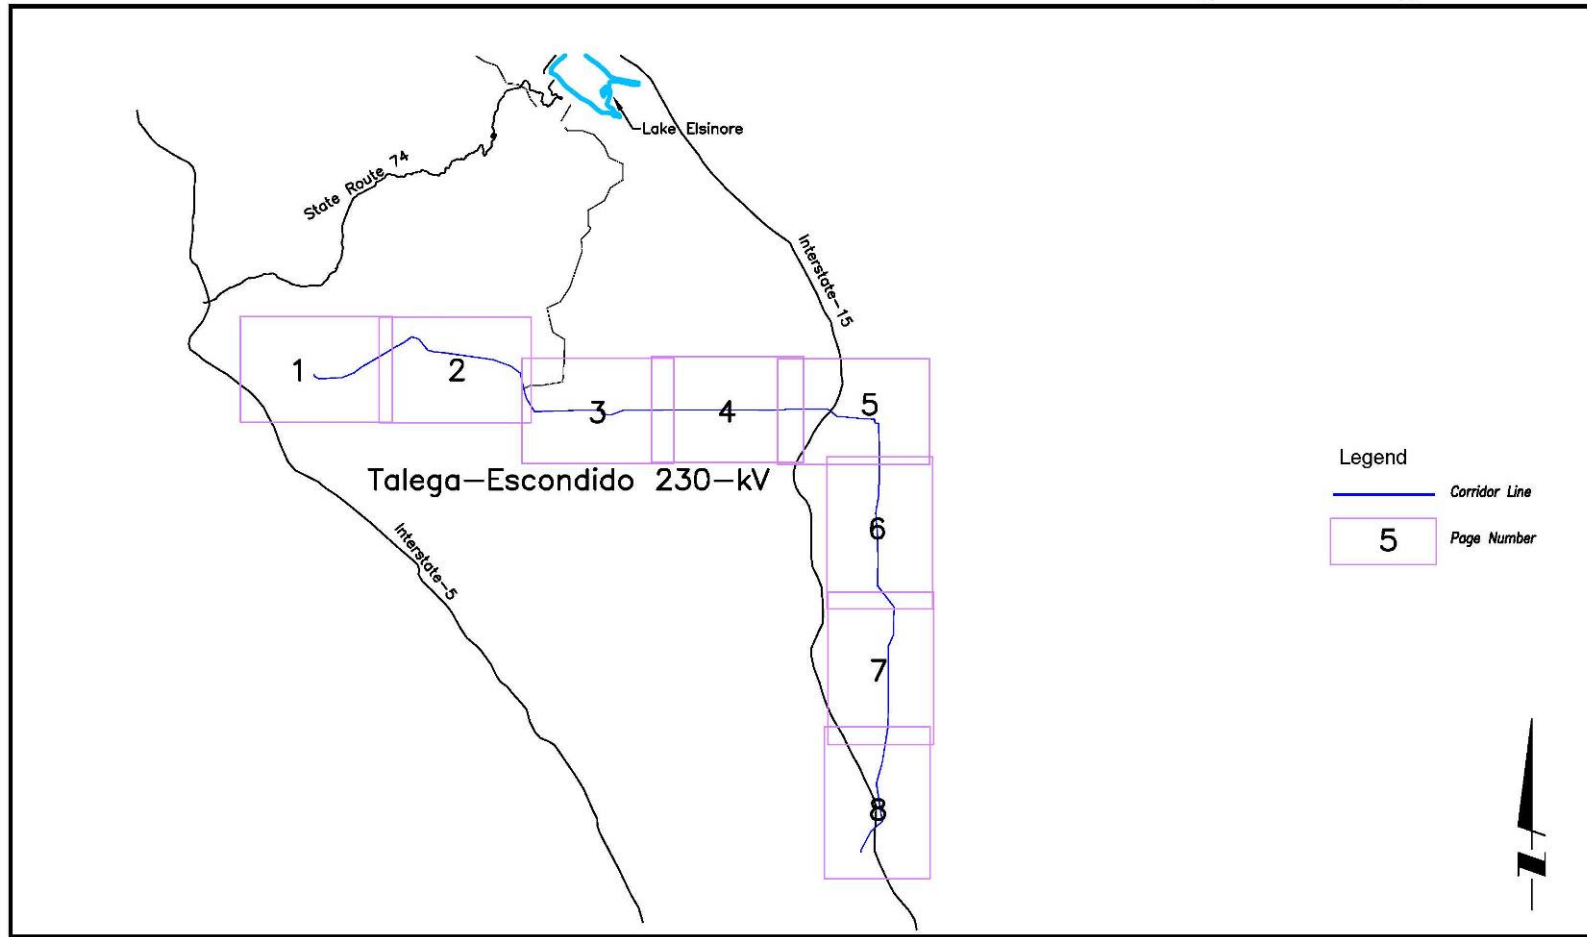 Lake Elsinore
State Route 74
Interstate-15
1
2
3
4
5
Talega-Escondido 230-kV
6
Interstate-5
7
8
Legend
Corridor Line
5
Page Number
N